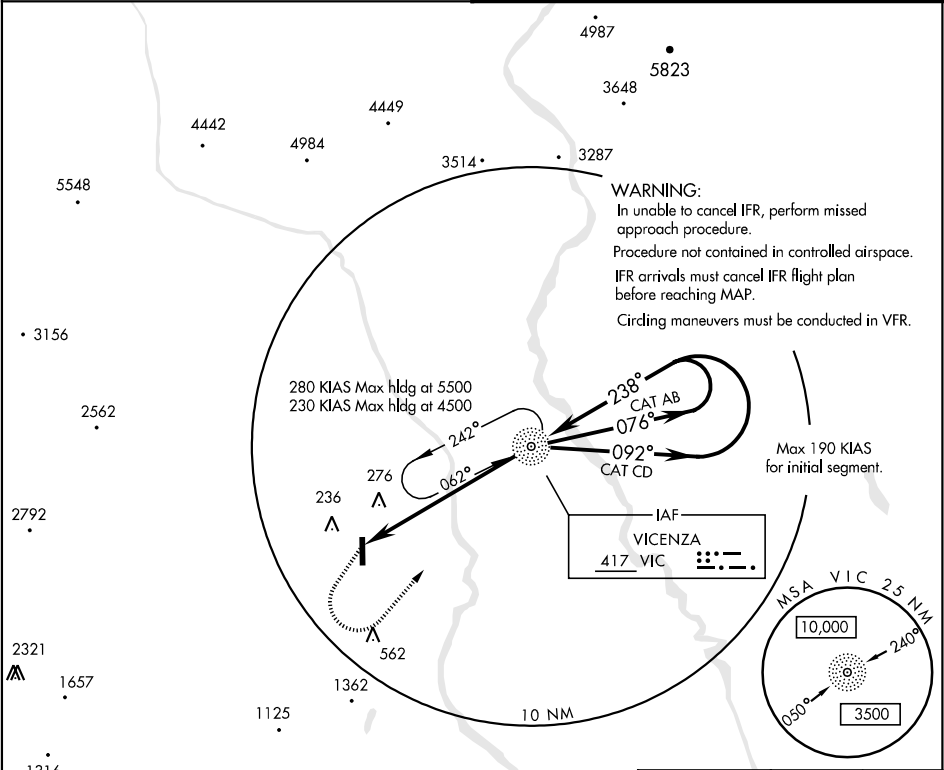 4987
5823
3648
4449
4442
4984
3514
3287
5548
WARNING:
In unable to cancel IFR, perform missed
approach procedure.
Procedure not contained in controlled airspace.
IFR arrivals must cancel IFR flight plan
before reaching MAP.
Circling maneuvers must be conducted in VFR.
3156
280 KIAS Max hldg at 5500
230 KIAS Max hldg at 4500
238°
CAT AB
076°
092°
CAT CD
2562
242°
062°
Max 190 KIAS
for initial segment.
276
236
2792
IAF
VICENZA
417 VIC
MSA VIC 25 NM
10,000
240°
050°
3500
562
2321
1657
1362
1125
10 NM